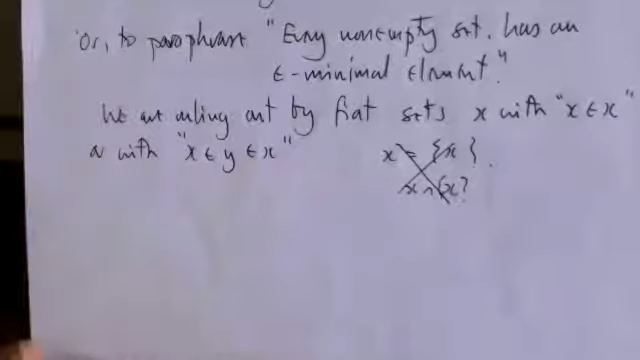 Or, to paraphrase "Every nonempty set has an
∈-minimal element."
We are ruling out by fiat sets x with "x ∈ x"
or with "x ∈ y ∈ x" x = {x}.
x ∩ {x}